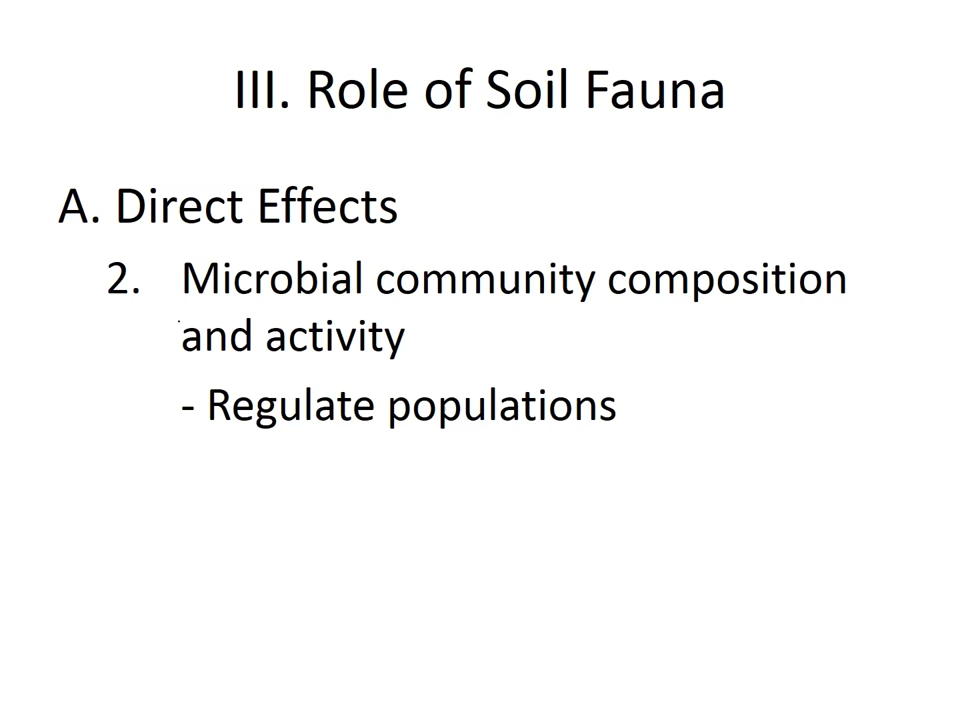 III. Role of Soil Fauna
A. Direct Effects
2. Microbial community composition
and activity
- Regulate populations